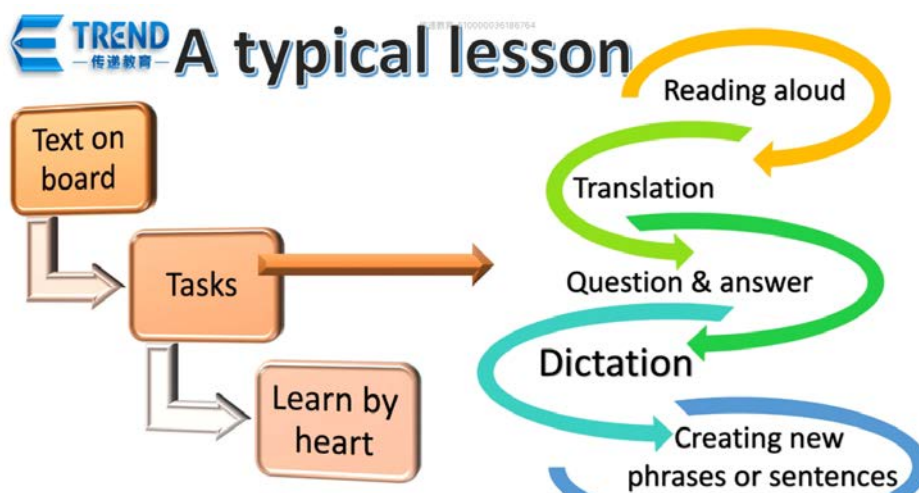 TREND
传递教育
A typical lesson
Text on
board
Tasks
Learn by
heart
Reading aloud
Translation
Question & answer
Dictation
Creating new
phrases or sentences